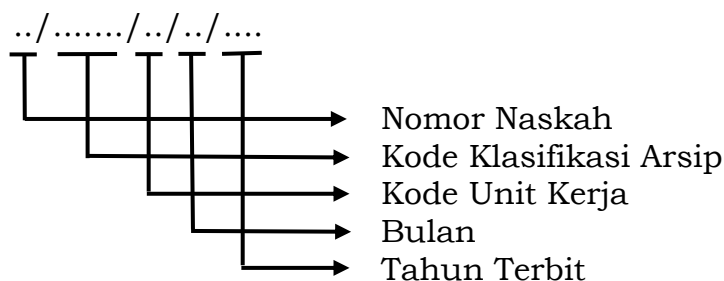 ../......./../../....
Nomor Naskah
Kode Klasifikasi Arsip
Kode Unit Kerja
Bulan
Tahun Terbit